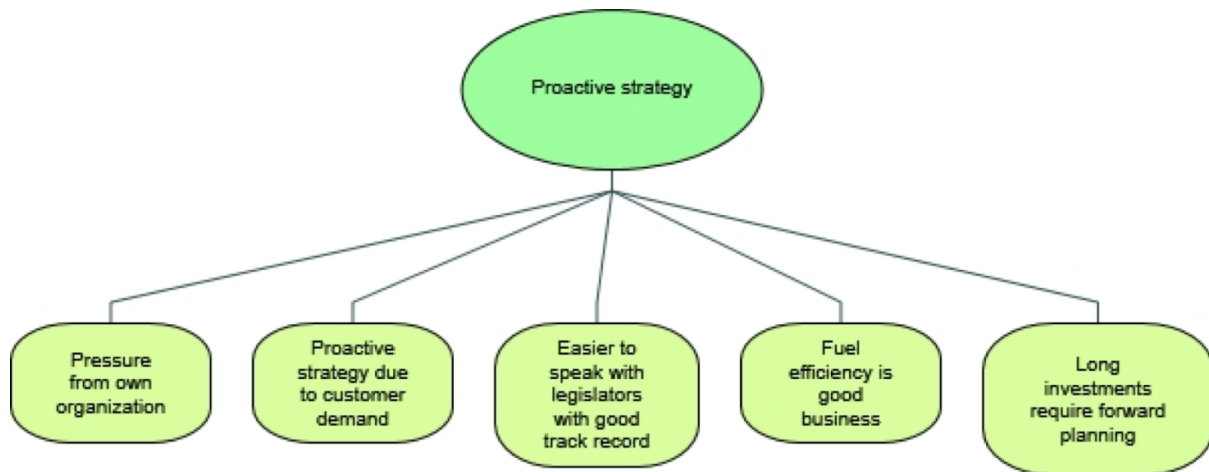 Proactive strategy
Pressure
from own
organization
Proactive
strategy due
to customer
demand
Easier to
speak with
legislators
with good
track record
Fuel
efficiency is
good
business
Long
investments
require forward
planning